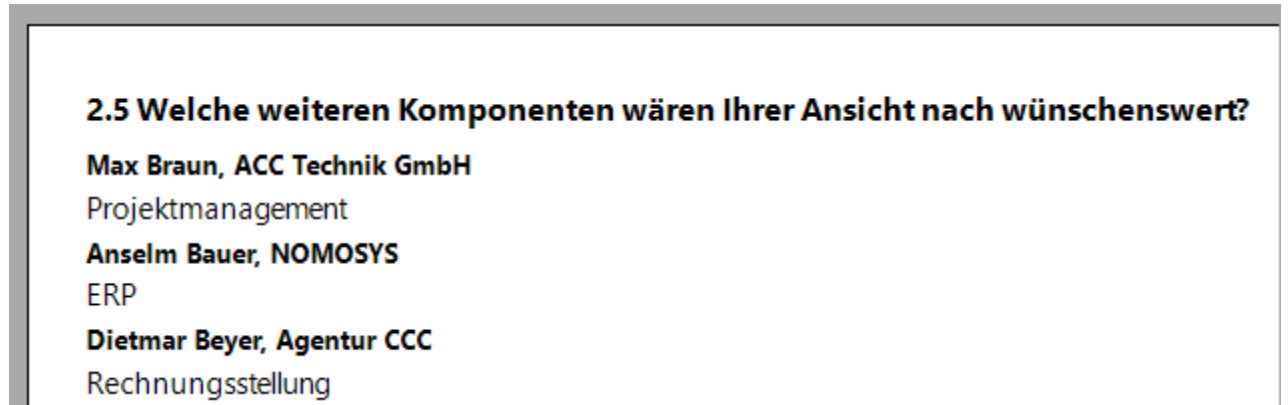 2.5 Welche weiteren Komponenten wären Ihrer Ansicht nach wünschenswert?
Max Braun, ACC Technik GmbH
Projektmanagement
Anselm Bauer, NOMOSYS
ERP
Dietmar Beyer, Agentur CCC
Rechnungsstellung